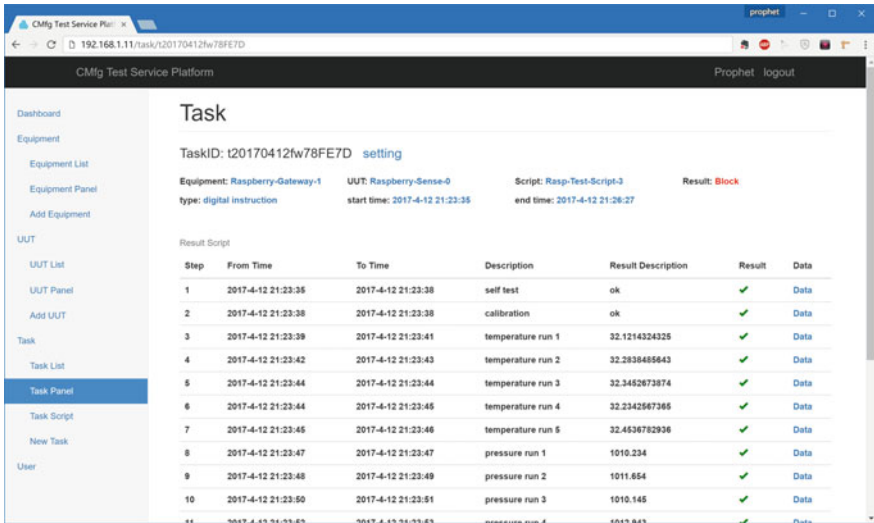 prophet
CMfg Test Service Plat
192.168.1.11/task/t20170412fw78FE7D
CMfg Test Service Platform Prophet logout
Dashboard
Equipment
Equipment List
Equipment Panel
Add Equipment
UUT
UUT List
UUT Panel
Add UUT
Task
Task List
Task Panel
Task Script
New Task
User
Task
TaskID: t20170412fw78FE7D setting
Equipment: Raspberry-Gateway-1 UUT: Raspberry-Sense-0 Script: Rasp-Test-Script-3 Result: Block
type: digital instruction start time: 2017-4-12 21:23:35 end time: 2017-4-12 21:26:27
Result Script
Step From Time To Time Description Result Description Result Data
1 2017-4-12 21:23:35 2017-4-12 21:23:38 self test ok ✔ Data
2 2017-4-12 21:23:38 2017-4-12 21:23:38 calibration ok ✔ Data
3 2017-4-12 21:23:39 2017-4-12 21:23:41 temperature run 1 32.1214324325 ✔ Data
4 2017-4-12 21:23:42 2017-4-12 21:23:43 temperature run 2 32.2838485643 ✔ Data
5 2017-4-12 21:23:44 2017-4-12 21:23:44 temperature run 3 32.3452673874 ✔ Data
6 2017-4-12 21:23:44 2017-4-12 21:23:45 temperature run 4 32.2342567365 ✔ Data
7 2017-4-12 21:23:45 2017-4-12 21:23:46 temperature run 5 32.4536782936 ✔ Data
8 2017-4-12 21:23:47 2017-4-12 21:23:47 pressure run 1 1010.234 ✔ Data
9 2017-4-12 21:23:48 2017-4-12 21:23:49 pressure run 2 1011.654 ✔ Data
10 2017-4-12 21:23:50 2017-4-12 21:23:51 pressure run 3 1010.145 ✔ Data